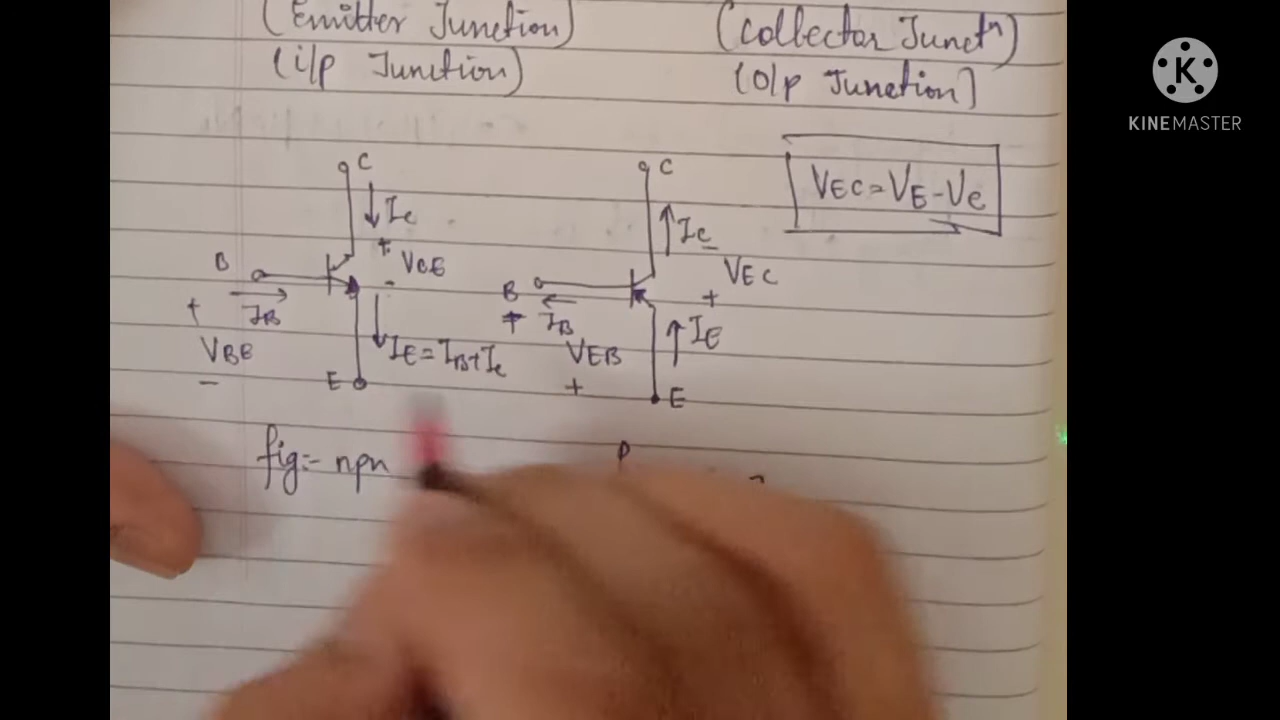 (Emitter Junction)
(i/p Junction)
(Collector Junctn)
(O/p Junction]
K
KINEMASTER
VEC = VE - VC
C
IC
+
VCE
-
B
IB
+
VBE
-
IE = IB + IC
E
C
IC
-
VEC
+
B
IB
VEB
+
IE
E
fig:- npn
p